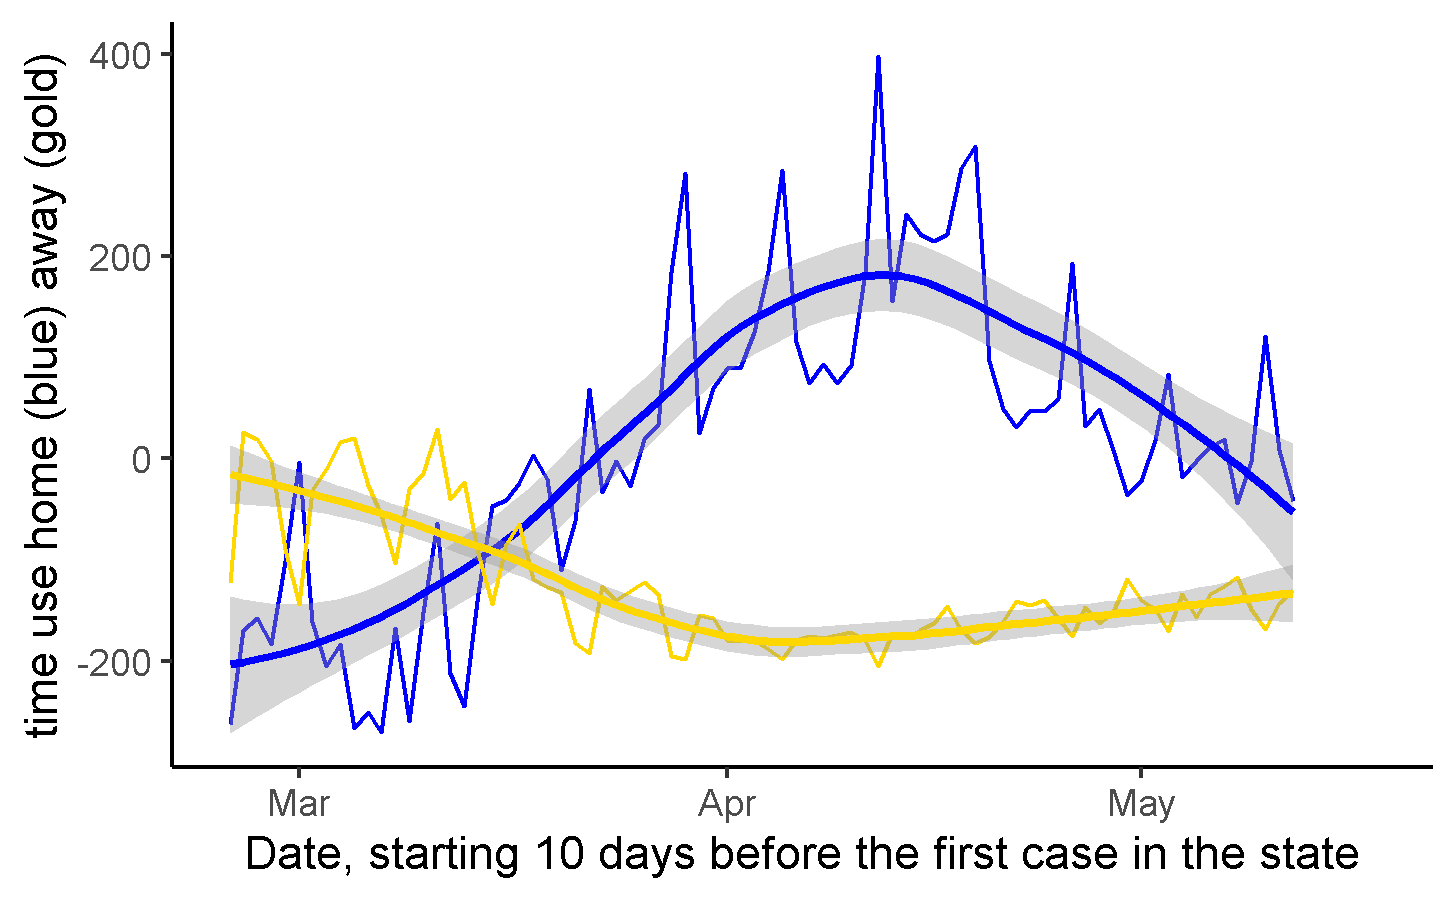 time use home (blue) away (gold)
400
200
0
-200
Mar
Apr
May
Date, starting 10 days before the first case in the state